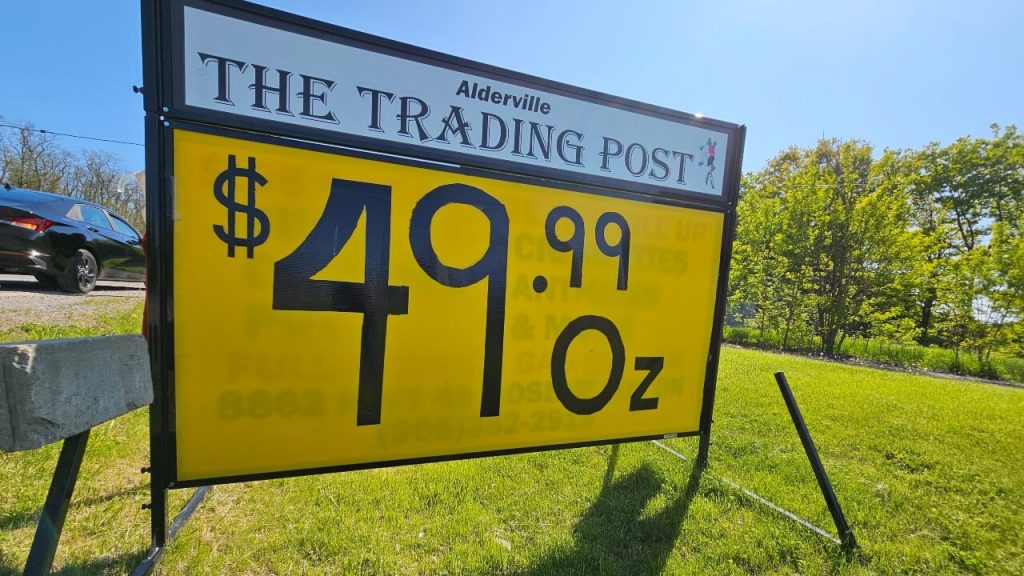 Alderville
THE TRADING POST
$49.99
Oz